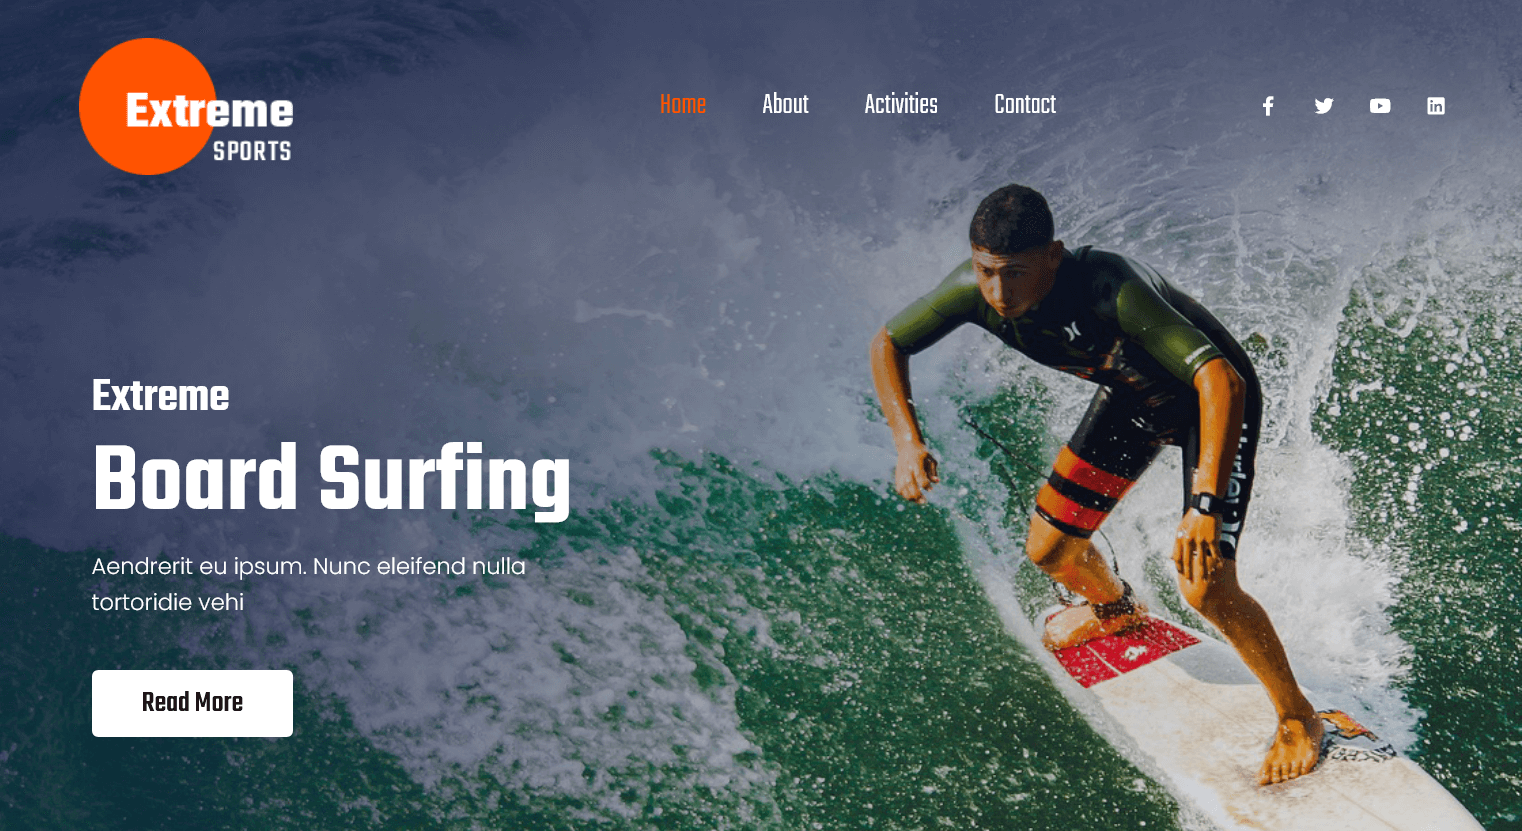 Extreme
SPORTS
Home About Activities Contact
Extreme
Board Surfing
Aendrerit eu ipsum. Nunc eleifend nulla
tortoridie vehi
Read More